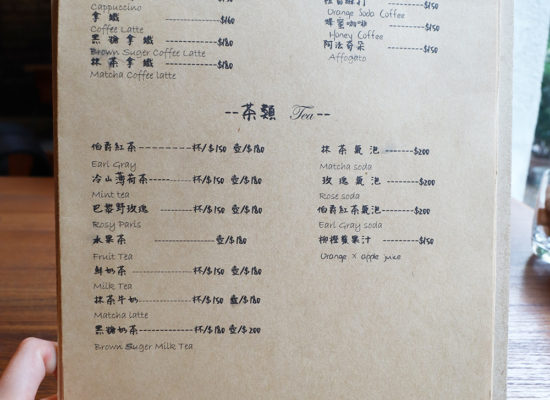 Cappuccino
拿鐵 --------$160
Coffee Latte
黑糖拿鐵 --------$180
Brown Suger Coffee Latte
抹茶拿鐵 --------$180
Matcha Coffee latte
$150
Orange Soda Coffee
蜂蜜咖啡 ------$150
Honey Coffee
阿法奇朵 ------$150
Affogato
--茶類 Tea--
伯爵紅茶---------杯/$150 壺/$180
Earl Gray
冷山薄荷茶---------杯/$150 壺/$180
Mint tea
巴黎野玫瑰 ------杯/$150 壺/$180
Rosy Paris
水果茶 ------------壺/$180
Fruit Tea
鮮奶茶 ------------杯/$150 壺/$180
Milk Tea
抹茶牛奶----------杯/$150 壺/$180
Matcha latte
黑糖奶茶----------杯/$180 壺/$200
Brown Suger Milk Tea
抹茶氣泡 -------$200
Matcha soda
玫瑰氣泡 -------$200
Rose soda
伯爵紅茶氣泡------$200
Earl Gray soda
柳橙蘋果汁 -------$150
Orange × apple juice